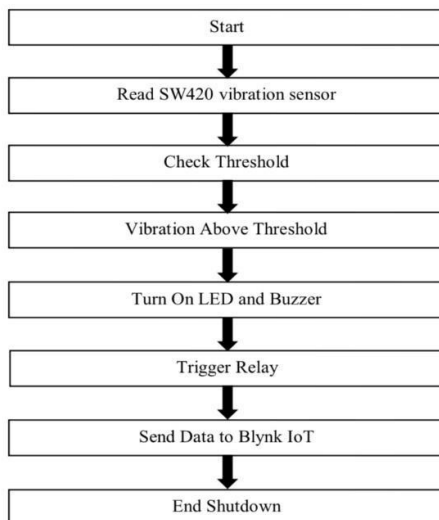 Start
Read SW420 vibration sensor
Check Threshold
Vibration Above Threshold
Turn On LED and Buzzer
Trigger Relay
Send Data to Blynk IoT
End Shutdown